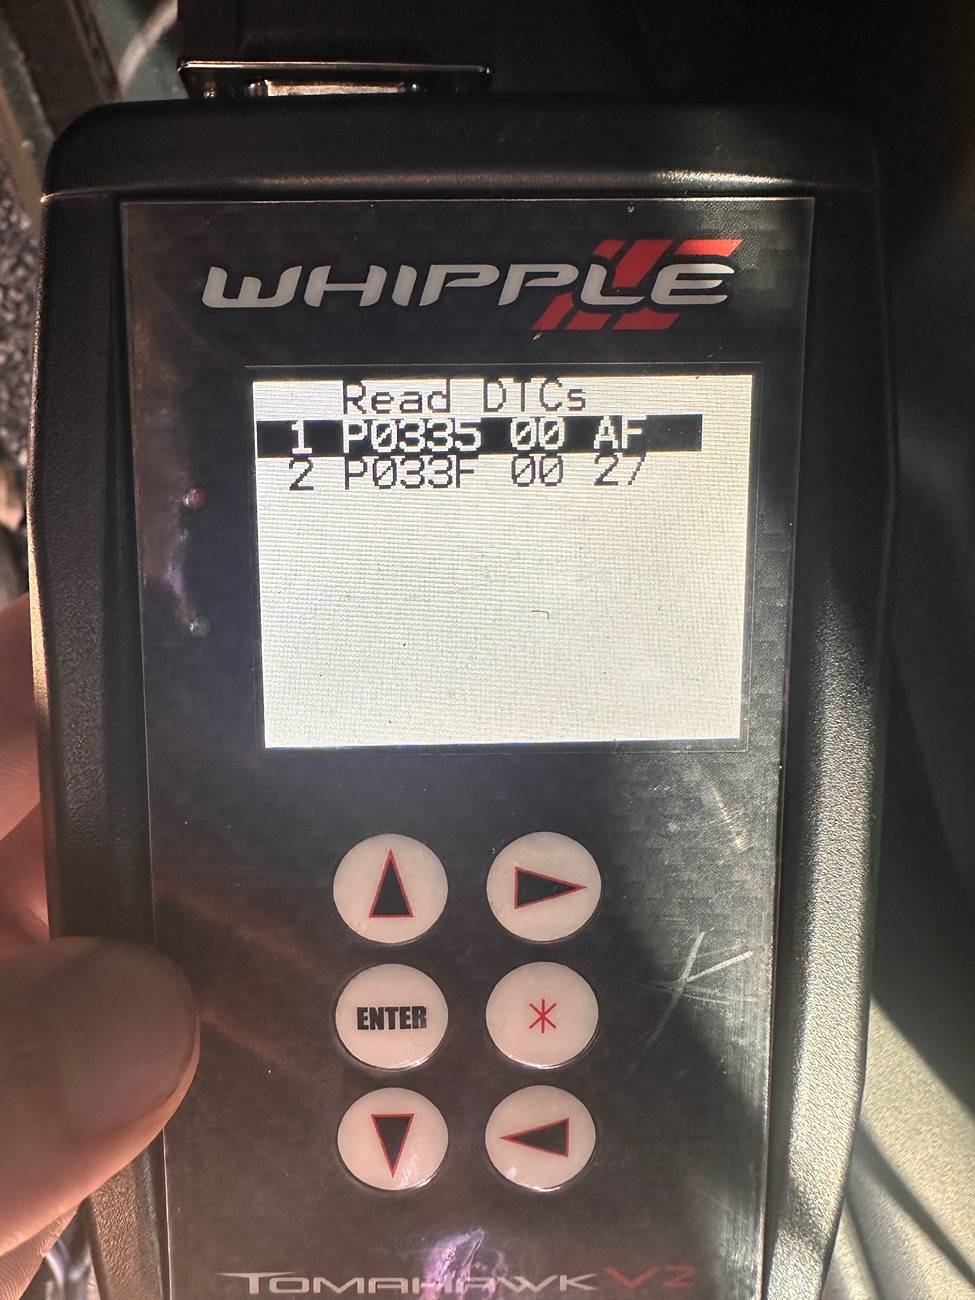 WHIPPLE
Read DTCs
1 P0335 00 AF
2 P033F 00 27
ENTER
*
TOMAHAWK V2